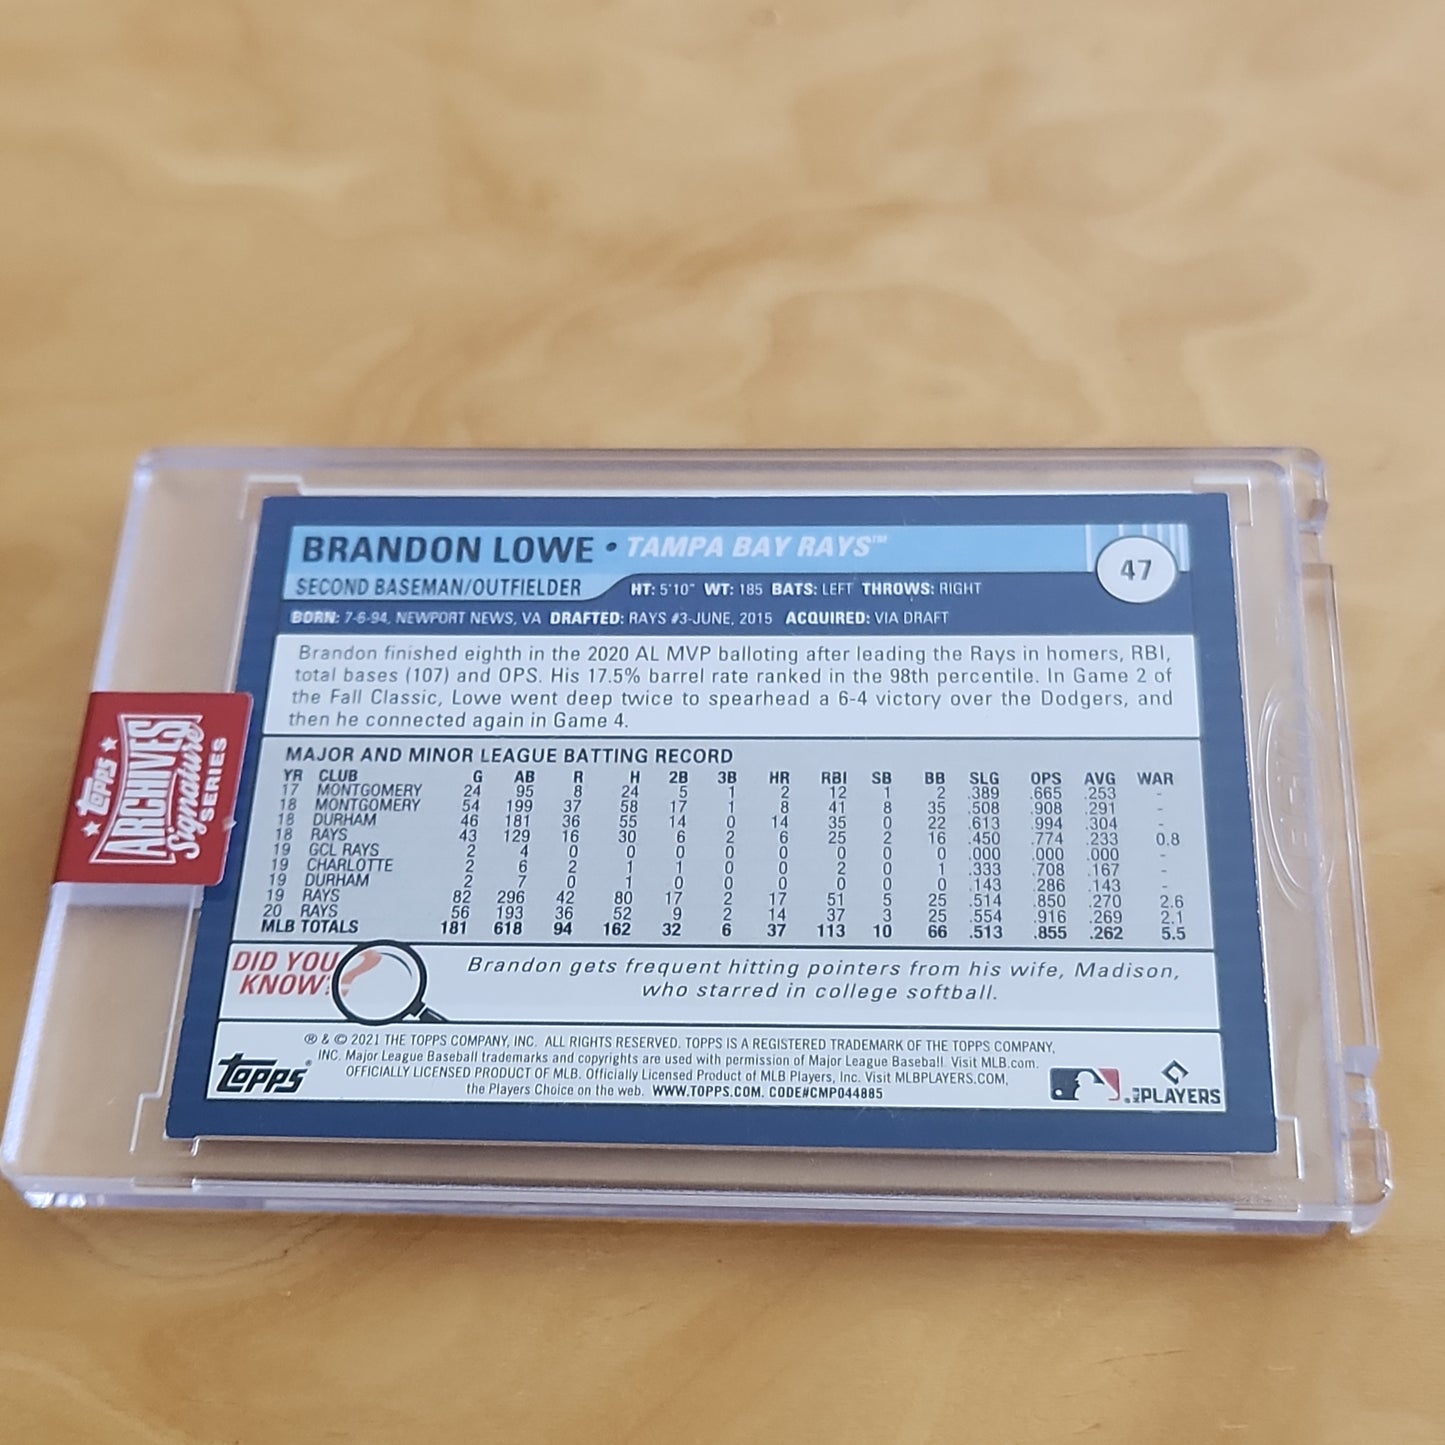 BRANDON LOWE • TAMPA BAY RAYS™
47
SECOND BASEMAN/OUTFIELDER HT: 5'10" WT: 185 BATS: LEFT THROWS: RIGHT
BORN: 7-6-94, NEWPORT NEWS, VA DRAFTED: RAYS #3-JUNE, 2015 ACQUIRED: VIA DRAFT
Brandon finished eighth in the 2020 AL MVP balloting after leading the Rays in homers, RBI,
total bases (107) and OPS. His 17.5% barrel rate ranked in the 98th percentile. In Game 2 of
the Fall Classic, Lowe went deep twice to spearhead a 6-4 victory over the Dodgers, and
then he connected again in Game 4.
MAJOR AND MINOR LEAGUE BATTING RECORD
YR CLUB G AB R H 2B 3B HR RBI SB BB SLG OPS AVG WAR
17 MONTGOMERY 24 95 8 24 5 1 2 12 1 2 .389 .665 .253 -
18 MONTGOMERY 54 199 37 58 17 1 8 41 8 35 .508 .908 .291 -
18 DURHAM 46 181 36 55 14 0 14 35 0 22 .613 .994 .304 -
18 RAYS 43 129 16 30 6 2 6 25 2 16 .450 .774 .233 0.8
19 GCL RAYS 2 4 0 0 0 0 0 0 0 0 .000 .000 .000 -
19 CHARLOTTE 2 6 2 1 1 0 0 2 0 1 .333 .708 .167 -
19 DURHAM 2 7 0 1 0 0 0 0 0 0 .143 .286 .143 -
19 RAYS 82 296 42 80 17 2 17 51 5 25 .514 .850 .270 2.6
20 RAYS 56 193 36 52 9 2 14 37 3 25 .554 .916 .269 2.1
MLB TOTALS 181 618 94 162 32 6 37 113 10 66 .513 .855 .262 5.5
DID YOU
KNOW?
Brandon gets frequent hitting pointers from his wife, Madison,
who starred in college softball.
® & © 2021 THE TOPPS COMPANY, INC. ALL RIGHTS RESERVED. TOPPS IS A REGISTERED TRADEMARK OF THE TOPPS COMPANY,
INC. Major League Baseball trademarks and copyrights are used with permission of Major League Baseball. Visit MLB.com.
OFFICIALLY LICENSED PRODUCT OF MLB. Officially Licensed Product of MLB Players, Inc. Visit MLBPLAYERS.COM,
the Players Choice on the web. WWW.TOPPS.COM. CODE#CMP044885
topps®
PLAYERS
★ topps ★
ARCHIVES
Signature
SERIES